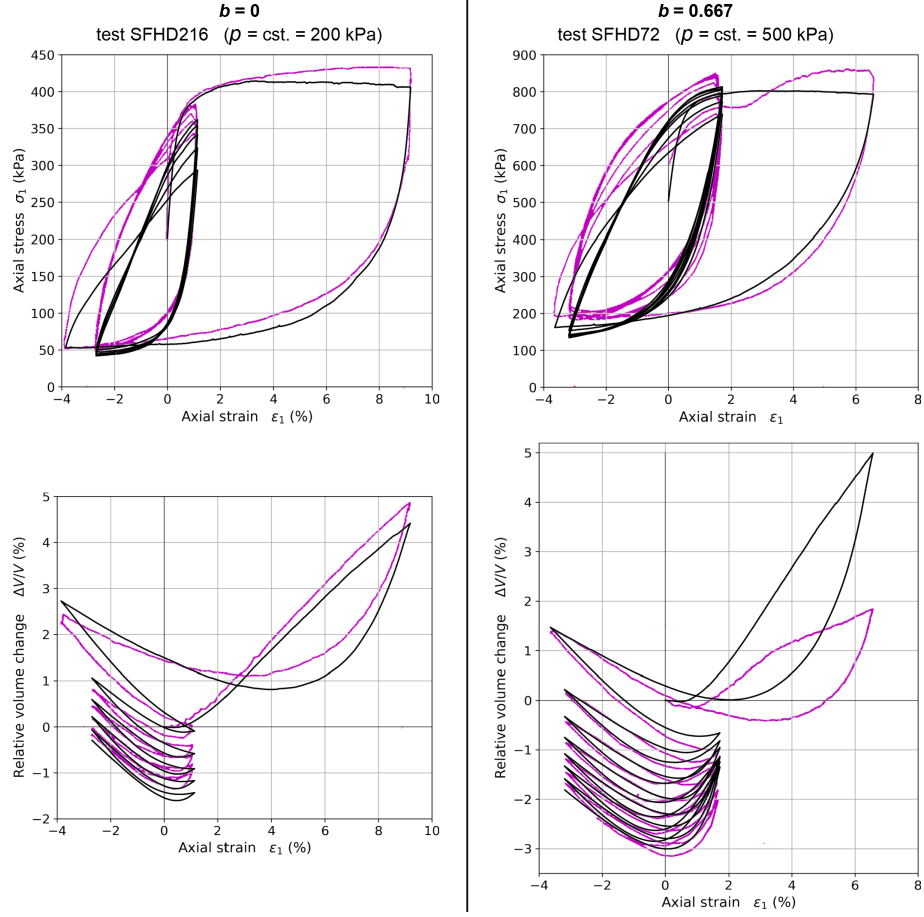 b = 0
test SFHD216 (p = cst. = 200 kPa)
450
400
350
300
250
200
150
100
50
0
Axial stress σ₁ (kPa)
−4 −2 0 2 4 6 8 10
Axial strain ε₁ (%)
5
4
3
2
1
0
−1
−2
Relative volume change ΔV/V (%)
−4 −2 0 2 4 6 8 10
Axial strain ε₁ (%)
b = 0.667
test SFHD72 (p = cst. = 500 kPa)
900
800
700
600
500
400
300
200
100
0
Axial stress σ₁ (kPa)
−4 −2 0 2 4 6 8
Axial strain ε₁
5
4
3
2
1
0
−1
−2
−3
Relative volume change ΔV/V (%)
−4 −2 0 2 4 6 8
Axial strain ε₁ (%)